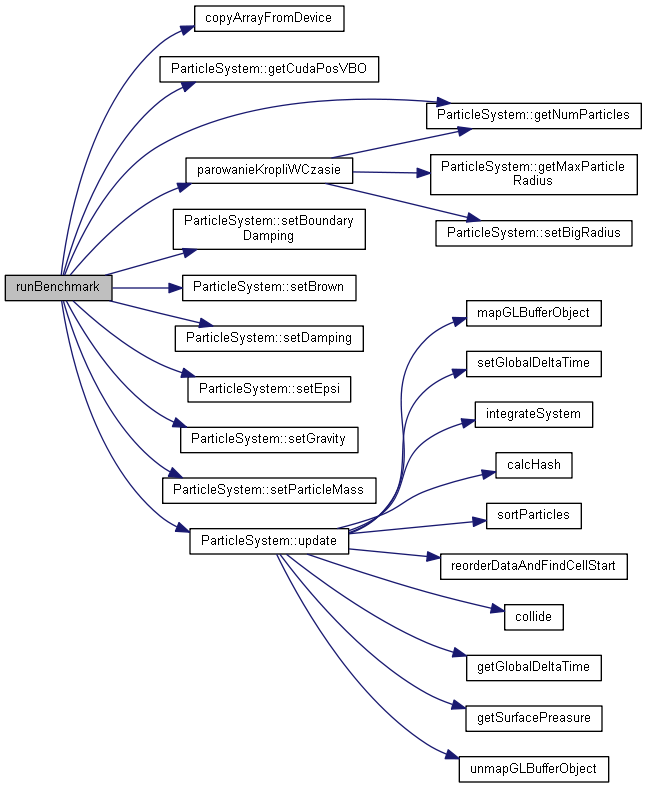 copyArrayFromDevice
ParticleSystem::getCudaPosVBO
ParticleSystem::getNumParticles
parowanieKropliWCzasie
ParticleSystem::getMaxParticle
Radius
ParticleSystem::setBoundary
Damping
ParticleSystem::setBigRadius
runBenchmark
ParticleSystem::setBrown
mapGLBufferObject
ParticleSystem::setDamping
setGlobalDeltaTime
ParticleSystem::setEpsi
integrateSystem
ParticleSystem::setGravity
calcHash
ParticleSystem::setParticleMass
sortParticles
ParticleSystem::update
reorderDataAndFindCellStart
collide
getGlobalDeltaTime
getSurfacePreasure
unmapGLBufferObject